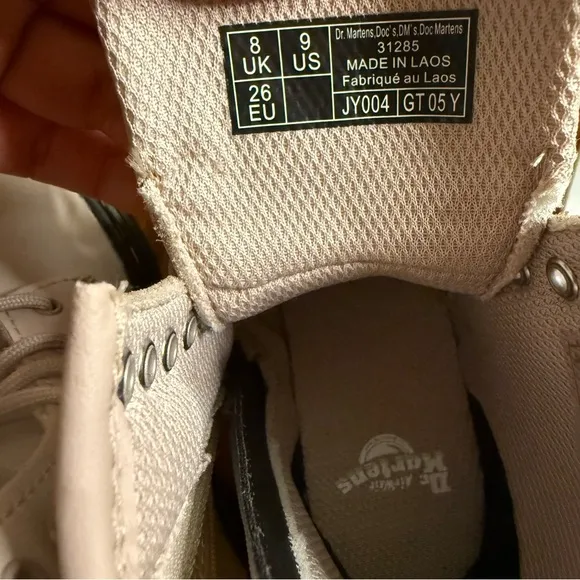 8 UK
9 US
26 EU
Dr. Martens,Doc's,DM's,Doc Martens
31285
MADE IN LAOS
Fabriqué au Laos
JY004
GT 05 Y
Dr. Martens
AIRWAIR